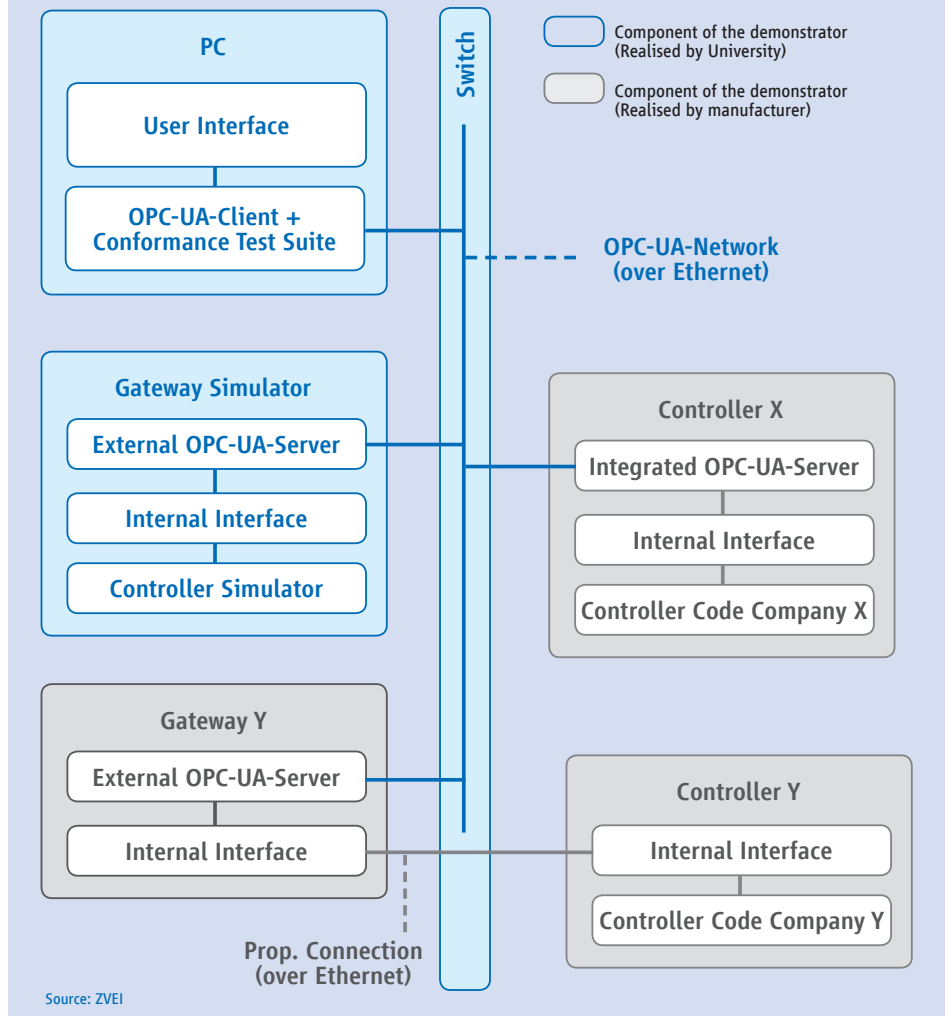 PC
User Interface
OPC-UA-Client +
Conformance Test Suite
Switch
Component of the demonstrator
(Realised by University)
Component of the demonstrator
(Realised by manufacturer)
OPC-UA-Network
(over Ethernet)
Gateway Simulator
External OPC-UA-Server
Internal Interface
Controller Simulator
Controller X
Integrated OPC-UA-Server
Internal Interface
Controller Code Company X
Gateway Y
External OPC-UA-Server
Internal Interface
Controller Y
Internal Interface
Controller Code Company Y
Prop. Connection
(over Ethernet)
Source: ZVEI